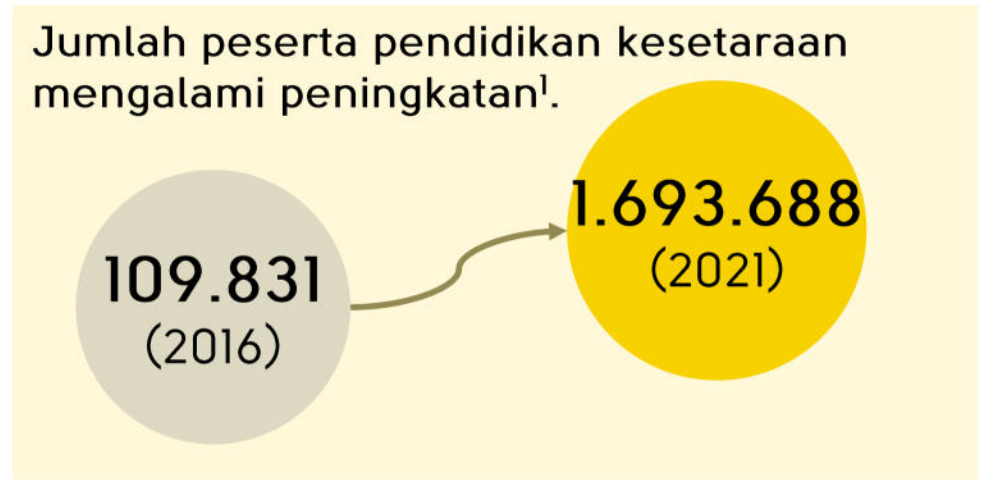 Jumlah peserta pendidikan kesetaraan
mengalami peningkatan¹.
109.831
(2016)
1.693.688
(2021)